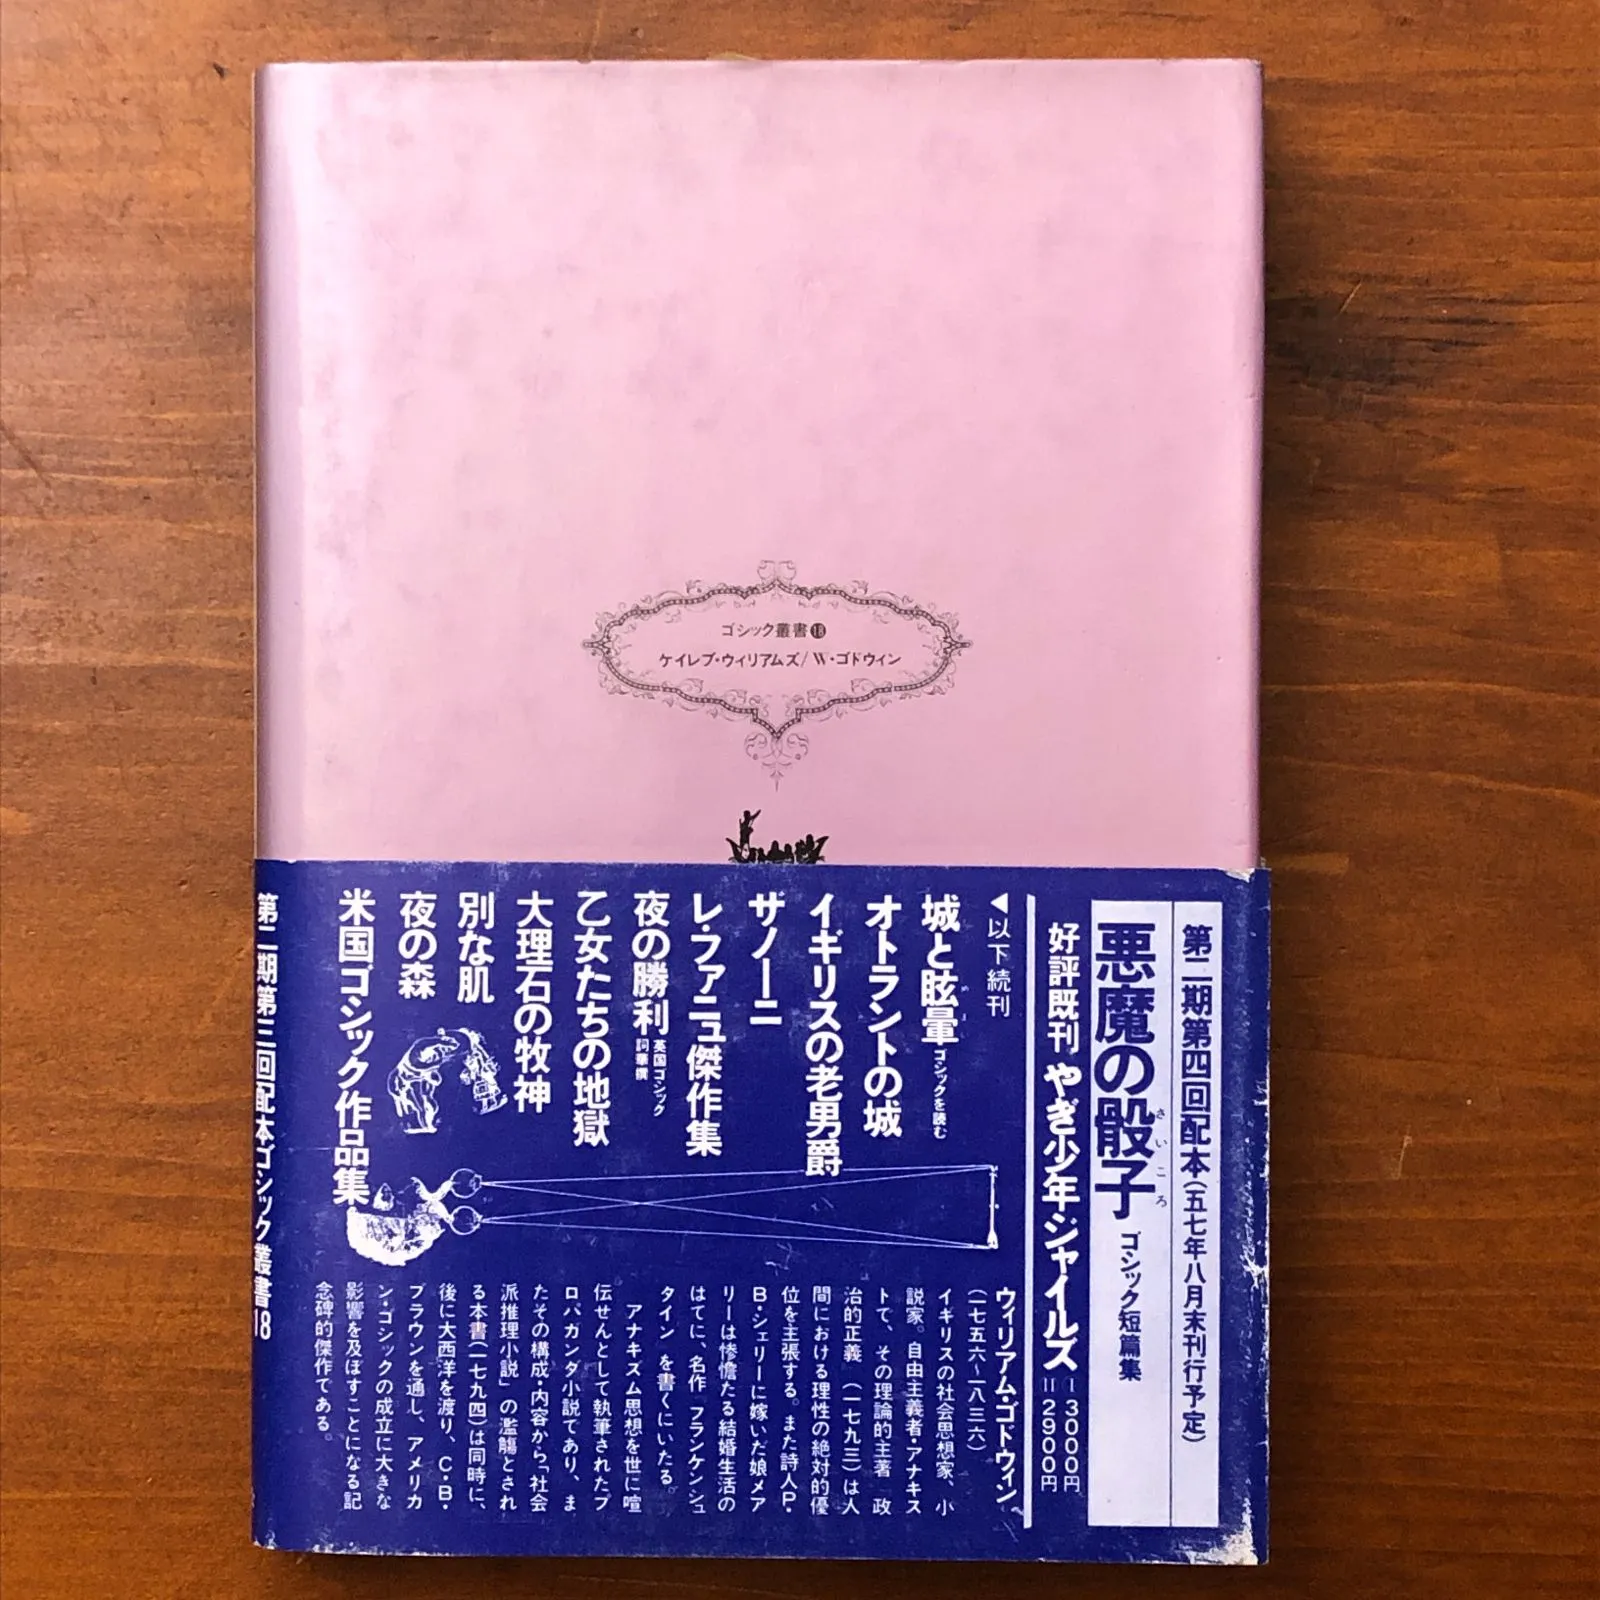 ゴシック叢書⓲
ケイレブ・ウィリアムズ/W・ゴドウィン
第二期第四回配本(五七年八月末刊行予定)
悪魔の骰子 ゴシック短篇集
さいころ
好評既刊 やぎ少年ジャイルズ Ⅰ 3000円 Ⅱ 2900円
◀以下続刊
城と眩暈 ゴシックを読む
オトラントの城
イギリスの老男爵
ザノーニ
レ・ファニュ傑作集
夜の勝利 英国ゴシック詞華撰
乙女たちの地獄
大理石の牧神
別な肌
夜の森
米国ゴシック作品集
ウィリアム・ゴドウィン
(一七五六~一八三六)
イギリスの社会思想家、小
説家。自由主義者・アナキス
トで、その理論的主著 政
治的正義 (一七九三)は人
間における理性の絶対的優
位を主張する。また詩人P・
B・シェリーに嫁いだ娘メア
リーは惨憺たる結婚生活の
はてに、名作 フランケンシュ
タイン を書くにいたる。
アナキズム思想を世に喧
伝せんとして執筆されたプ
ロパガンダ小説であり、ま
たその構成・内容から「社会
派推理小説」の濫觴とされ
る本書(一七九四)は同時に、
後に大西洋を渡り、C・B・
ブラウンを通し、アメリカ
ン・ゴシックの成立に大きな
影響を及ぼすことになる記
念碑的傑作である。
第二期第三回配本ゴシック叢書18